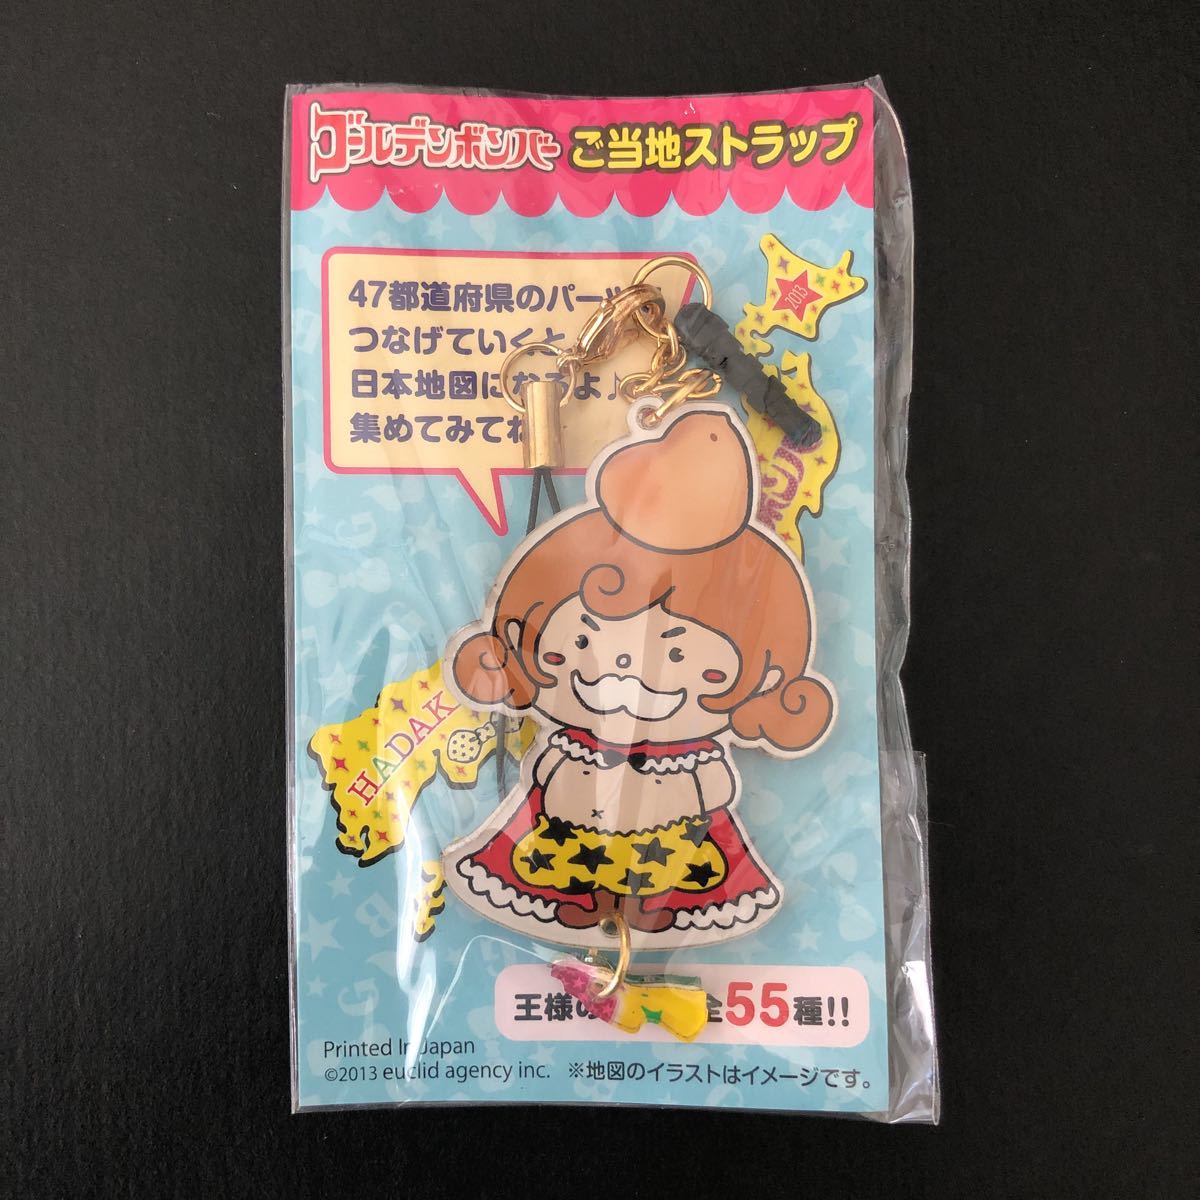 ゴールデンボンバー ご当地ストラップ
47都道府県のパーツ
つなげていくと
日本地図になるよ♪
集めてみてね
2013
HADAK
王様の 全55種!!
Printed In Japan
©2013 euclid agency inc. ※地図のイラストはイメージです。